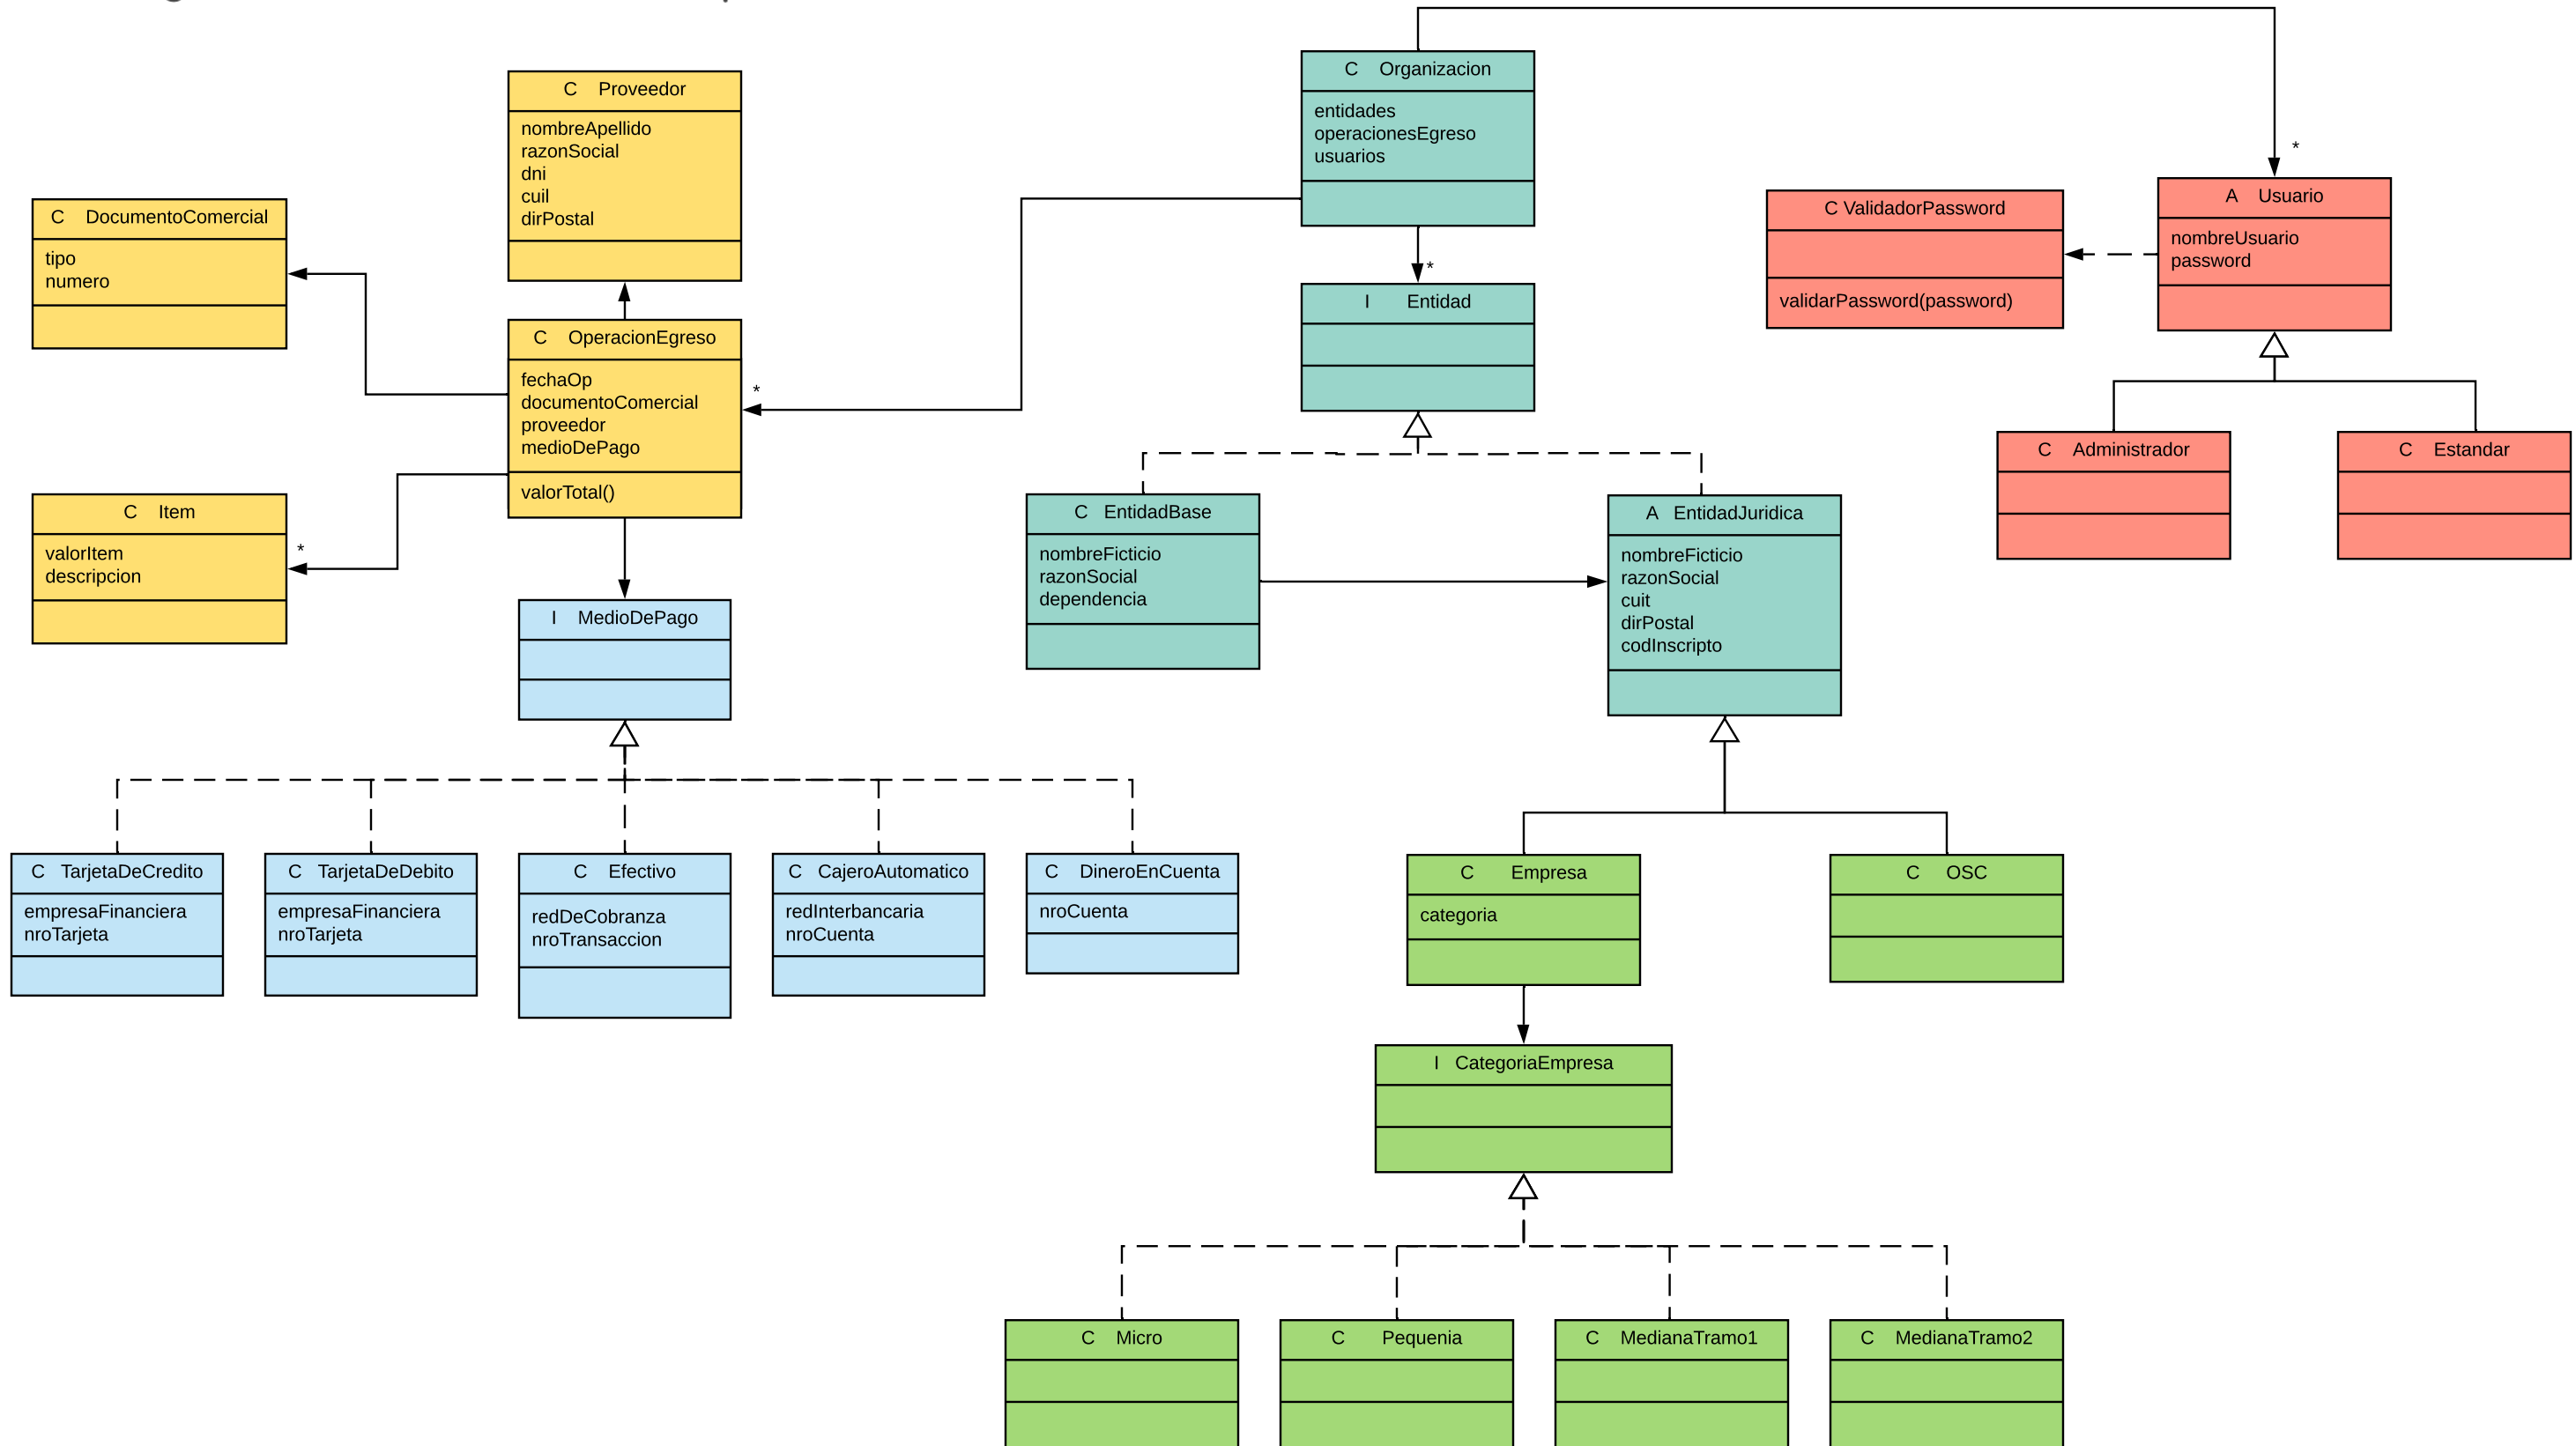 C Organizacion
entidades
operacionesEgreso
usuarios
C Proveedor
nombreApellido
razonSocial
dni
cuil
dirPostal
*
A Usuario
nombreUsuario
password
C ValidadorPassword
validarPassword(password)
C DocumentoComercial
tipo
numero
*
I Entidad
C OperacionEgreso
fechaOp
documentoComercial
proveedor
medioDePago
valorTotal()
*
C Administrador
C Estandar
C Item
valorItem
descripcion
*
C EntidadBase
nombreFicticio
razonSocial
dependencia
A EntidadJuridica
nombreFicticio
razonSocial
cuit
dirPostal
codInscripto
I MedioDePago
C TarjetaDeCredito
empresaFinanciera
nroTarjeta
C TarjetaDeDebito
empresaFinanciera
nroTarjeta
C Efectivo
redDeCobranza
nroTransaccion
C CajeroAutomatico
redInterbancaria
nroCuenta
C DineroEnCuenta
nroCuenta
C Empresa
categoria
C OSC
I CategoriaEmpresa
C Micro
C Pequenia
C MedianaTramo1
C MedianaTramo2